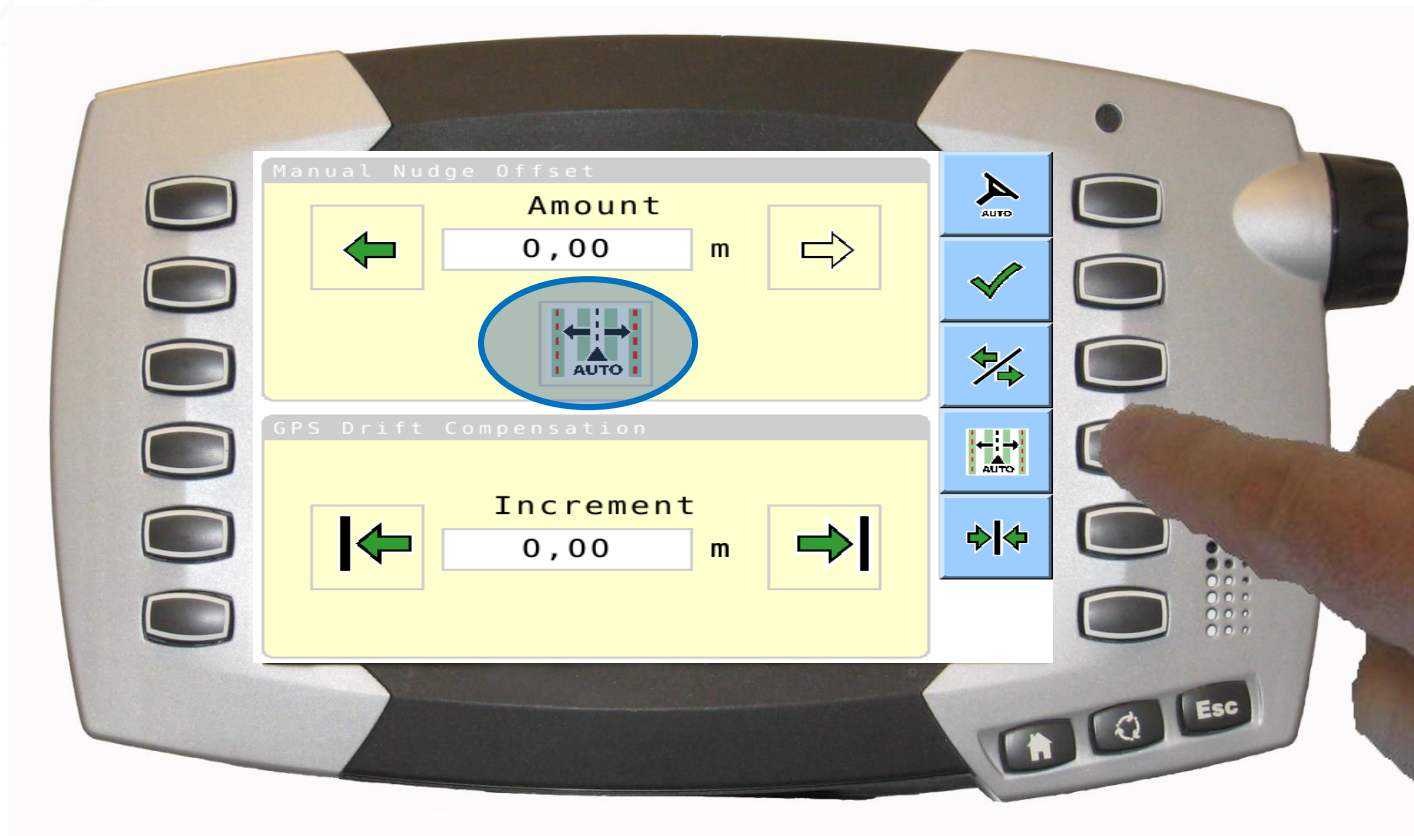 Manual Nudge Offset
Amount
0,00 m
AUTO
GPS Drift Compensation
Increment
0,00 m
AUTO
AUTO
Esc